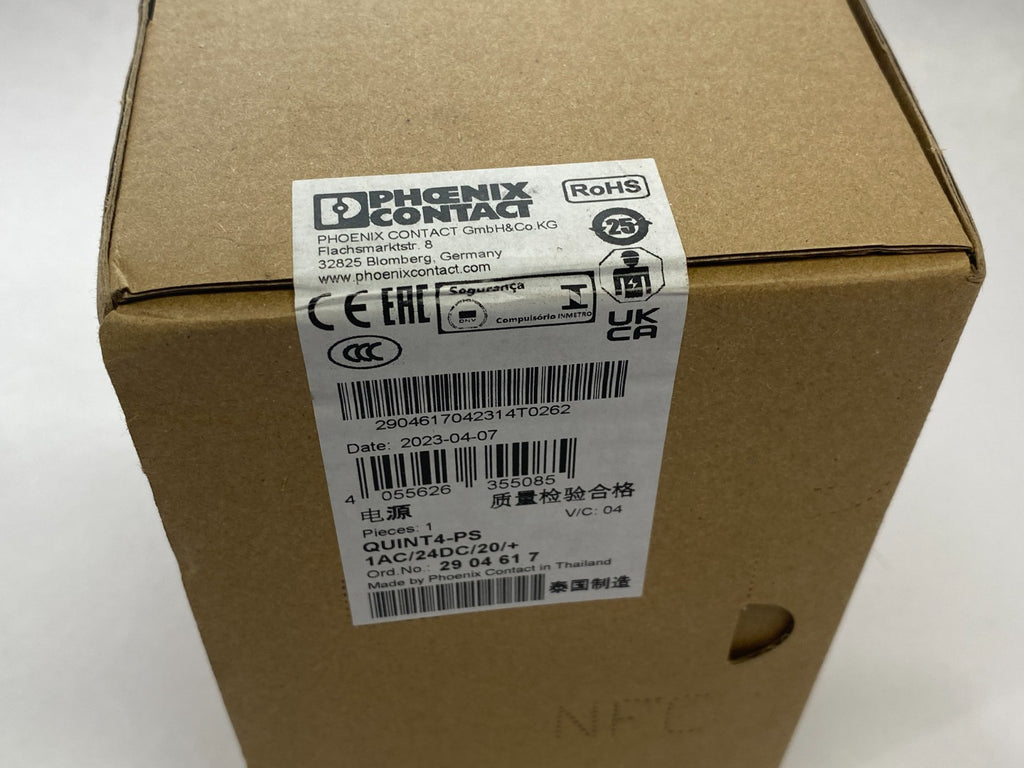 PHŒNIX
CONTACT
RoHS
PHOENIX CONTACT GmbH&Co.KG
Flachsmarktstr. 8
32825 Blomberg, Germany
www.phoenixcontact.com
25
CE EAC
Segurança
DNV
Compulsório INMETRO
UK
CA
CCC
2904617042314T0262
Date: 2023-04-07
4 055626 355085
电源
质量检验合格
Pieces: 1
V/C: 04
QUINT4-PS
1AC/24DC/20/+
Ord.No.: 29 04 61 7
Made by Phoenix Contact in Thailand
泰国制造
NFC